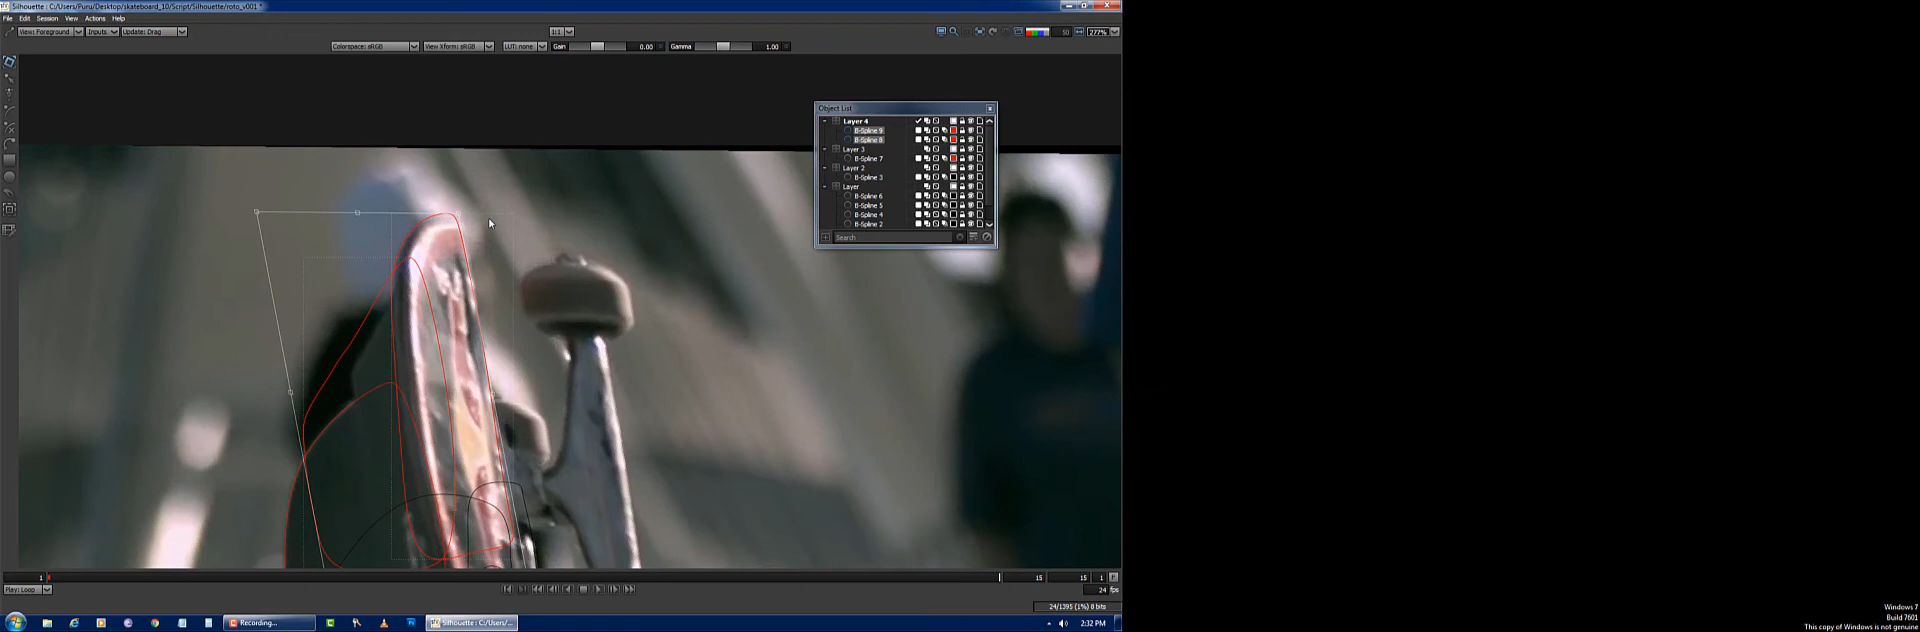 Silhouette : C:/Users/Puru/Desktop/skateboard_10/Script/Silhouette/roto_v001 *
File Edit Session View Actions Help
View: Foreground Inputs Update: Drag 1:1 50 277%
Colorspace: sRGB View Xform: sRGB LUT: none Gain 0.00 Gamma 1.00
Object List
Layer 4
B-Spline 9
B-Spline 8
Layer 3
B-Spline 7
Layer 2
B-Spline 3
Layer
B-Spline 6
B-Spline 5
B-Spline 4
B-Spline 2
Search
1 15 15 1
Play: Loop 24 fps
24/1395 (1%) 8 bits
Recording... Silhouette : C:/Users/... 2:32 PM
Windows 7
Build 7601
This copy of Windows is not genuine